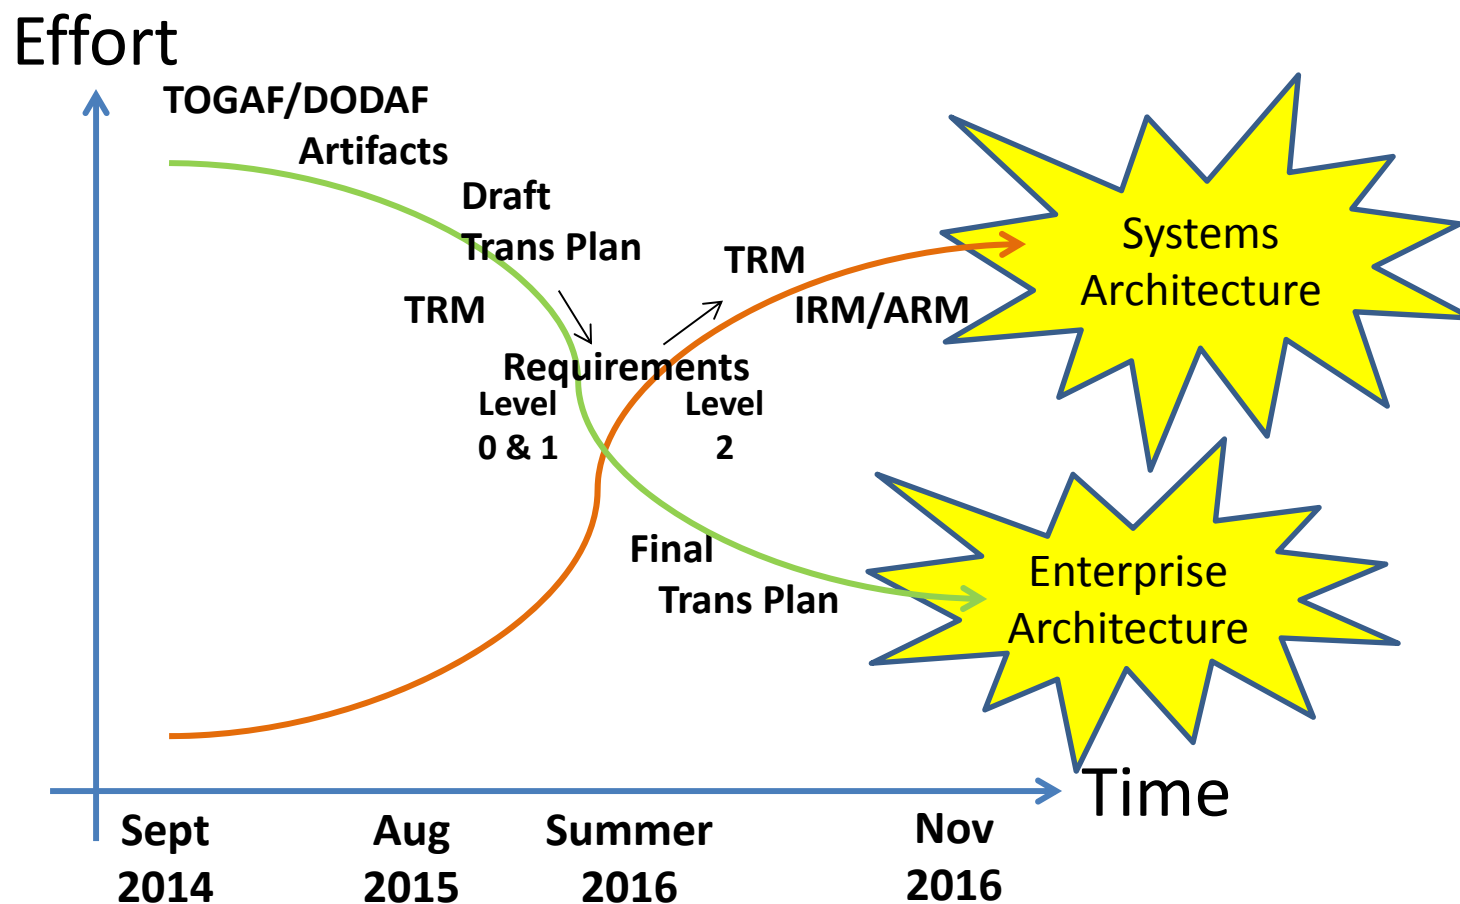 Effort
TOGAF/DODAF
Artifacts
Draft
Trans Plan
TRM
TRM
IRM/ARM
Requirements
Level
0 & 1
Level
2
Final
Trans Plan
Systems
Architecture
Enterprise
Architecture
Time
Sept
2014
Aug
2015
Summer
2016
Nov
2016